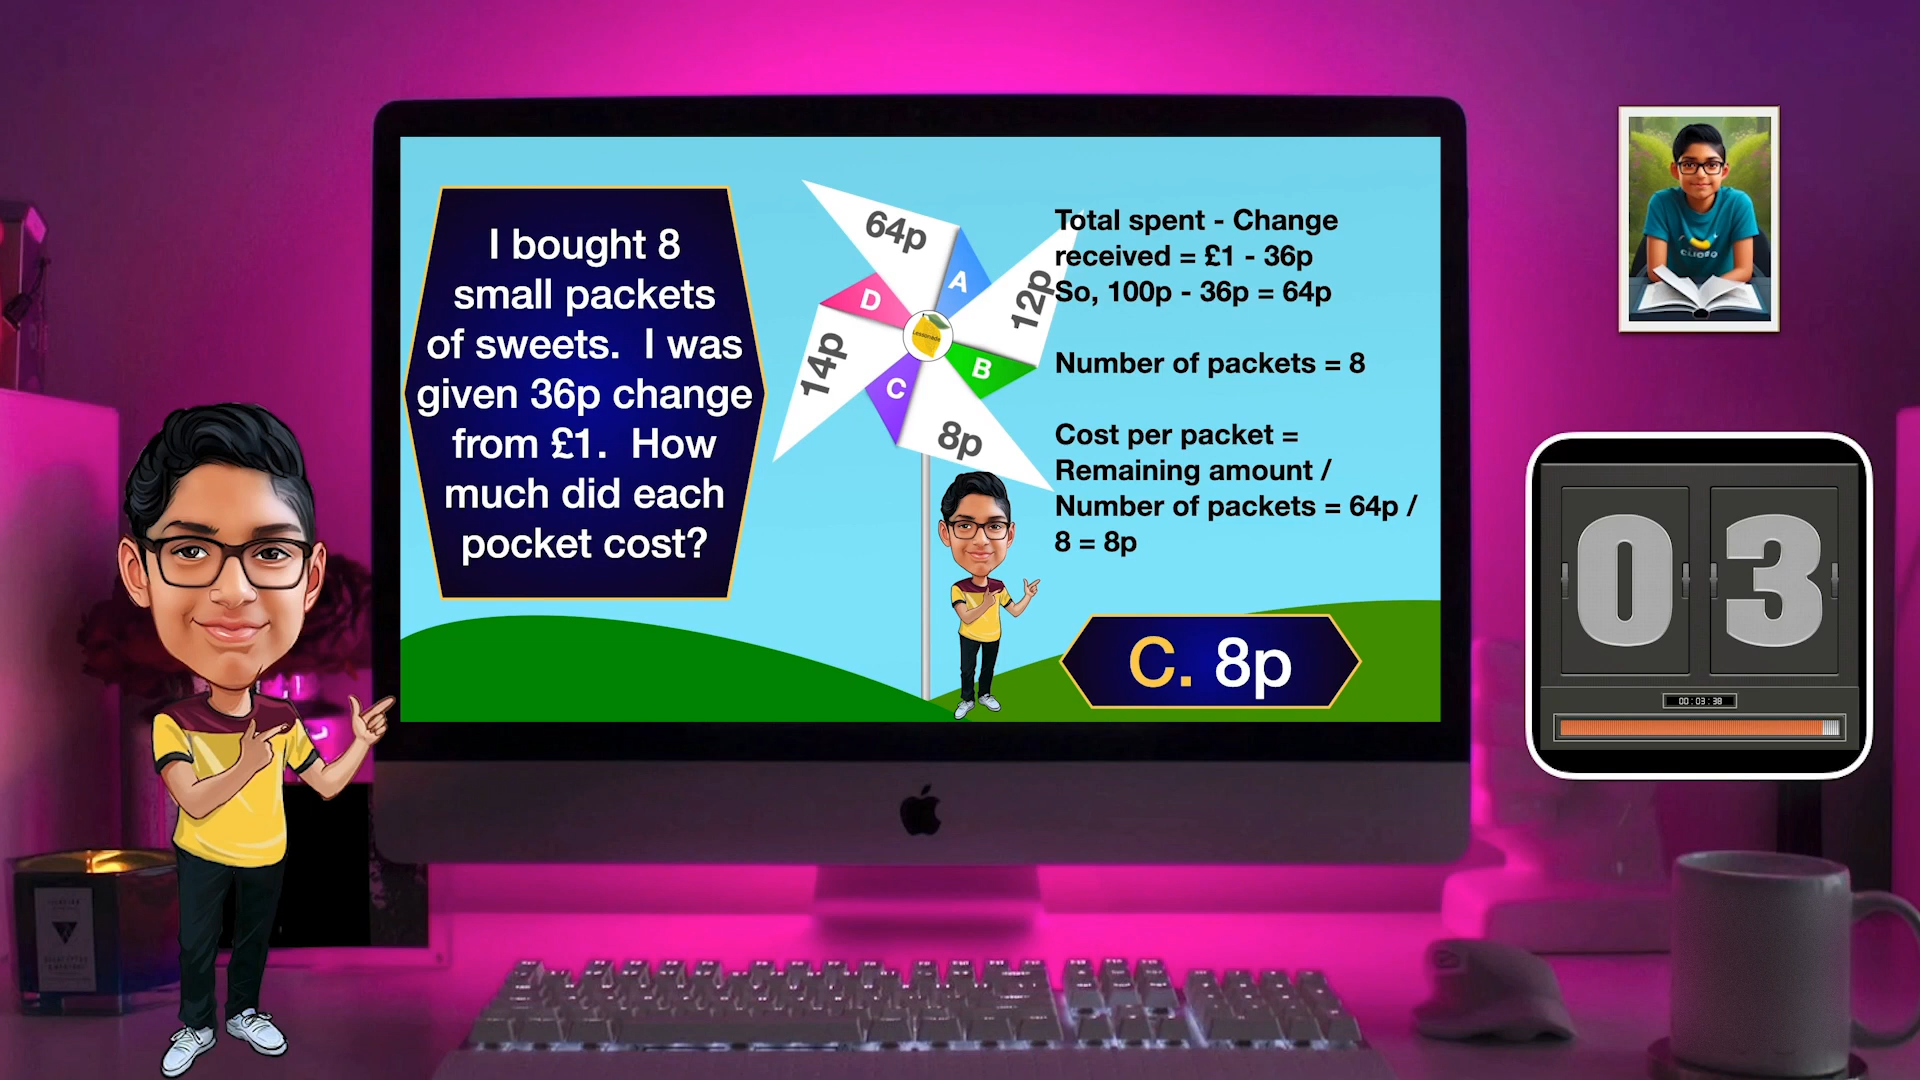 I bought 8
small packets
of sweets. I was
given 36p change
from £1. How
much did each
pocket cost?
64p
A
12p
B
8p
C
14p
D
Total spent - Change
received = £1 - 36p
So, 100p - 36p = 64p
Number of packets = 8
Cost per packet =
Remaining amount /
Number of packets = 64p /
8 = 8p
C. 8p
03
00:03:38